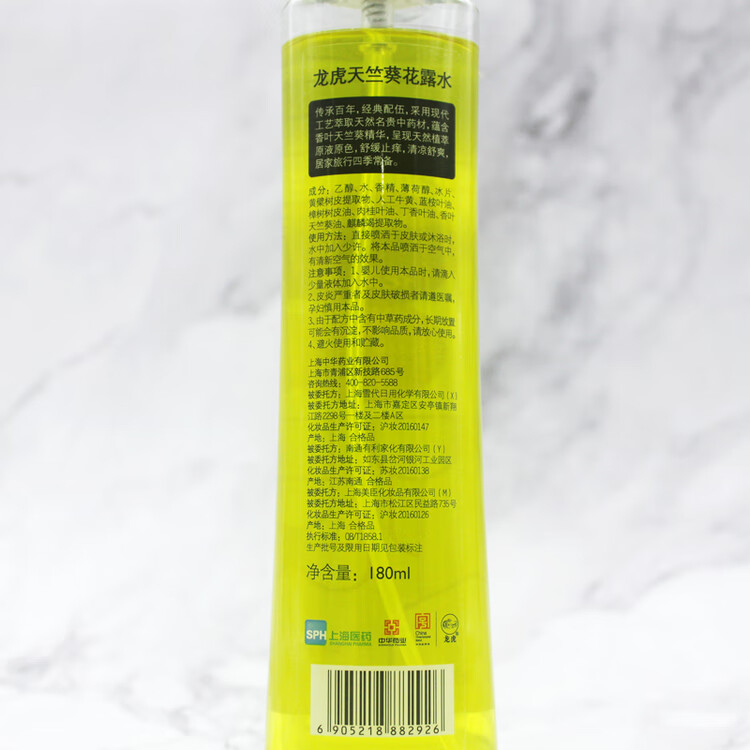 龙虎天竺葵花露水
传承百年，经典配伍，采用现代
工艺萃取天然名贵中药材，蕴含
香叶天竺葵精华，呈现天然植萃
原液原色，舒缓止痒，清凉舒爽，
居家旅行四季常备。
成分：乙醇、水、香精、薄荷醇、冰片、
黄檗树皮提取物、人工牛黄、蓝桉叶油、
樟树树皮油、肉桂叶油、丁香叶油、香叶
天竺葵油、麒麟竭提取物。
使用方法：直接喷洒于皮肤或沐浴时，
水中加入少许。将本品喷洒于空气中，
有清新空气的效果。
注意事项：1、婴儿使用本品时，请滴入
少量液体加入水中。
2、皮炎严重者及皮肤破损者请遵医嘱，
孕妇慎用本品。
3、由于配方中含有中草药成分，长期放置
可能会有沉淀，不影响品质，请放心使用。
4、避火使用和贮藏。
上海中华药业有限公司
上海市青浦区新技路685号
咨询热线：400-820-5588
被委托方：上海雪代日用化学有限公司（X）
被委托方地址：上海市嘉定区安亭镇新翔
江路2298号一楼及二楼A区
化妆品生产许可证：沪妆20160147
产地：上海 合格品
被委托方：南通有利家化有限公司（Y）
被委托方地址：如东县岔河银河工业园区
化妆品生产许可证：苏妆20160138
产地：江苏南通 合格品
被委托方：上海美臣化妆品有限公司（M）
被委托方地址：上海市松江区民益路735号
化妆品生产许可证：沪妆20160126
产地：上海 合格品
执行标准：QB/T1858.1
生产批号及限用日期见包装标注
净含量：180ml
SPH 上海医药
SHANGHAI PHARMA
中华药业
China
Time-honored
Brand
龙虎
6 905218 882926